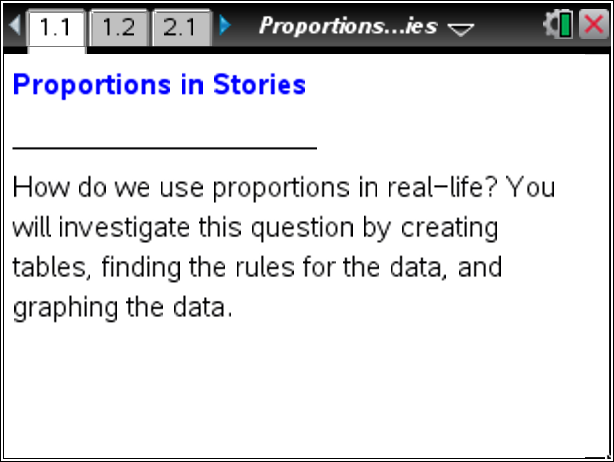 1.1 1.2 2.1 Proportions...ies
Proportions in Stories
How do we use proportions in real-life? You
will investigate this question by creating
tables, finding the rules for the data, and
graphing the data.